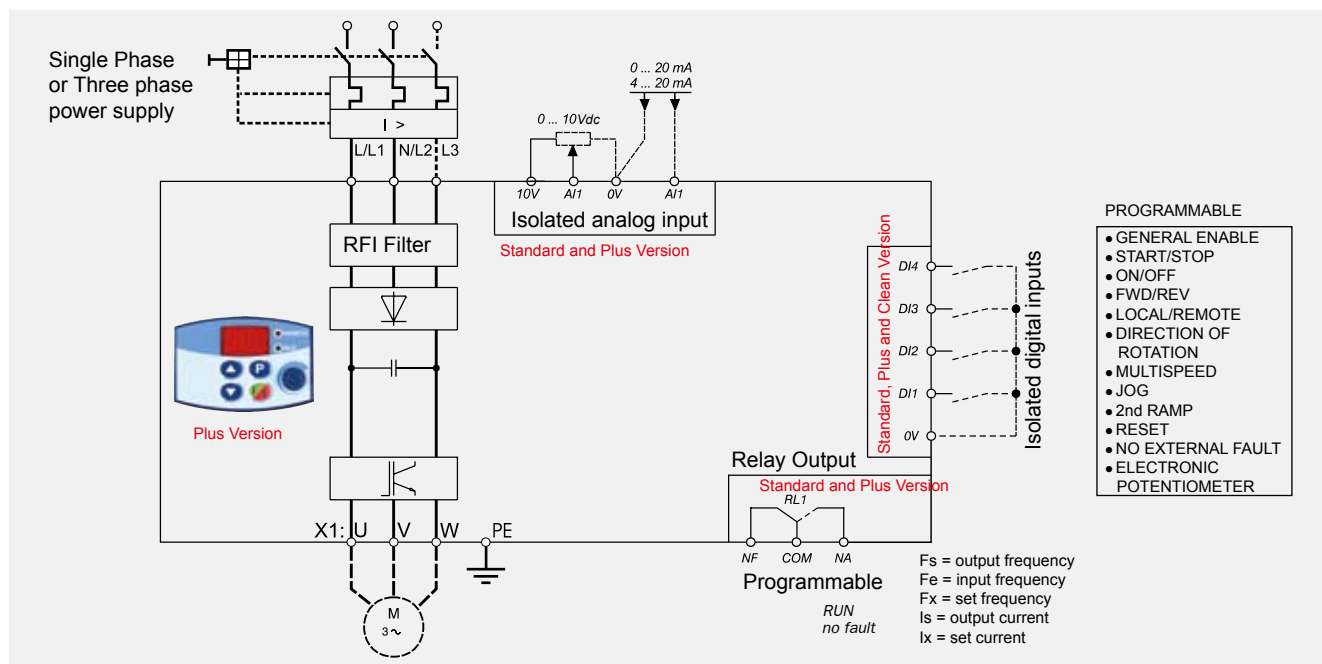 Single Phase
or Three phase
power supply
I >
L/L1 N/L2 L3
0 ... 20 mA
4 ... 20 mA
0 ... 10Vdc
10V AI1 0V AI1
Isolated analog input
Standard and Plus Version
RFI Filter
Plus Version
P
Standard, Plus and Clean Version
DI4
DI3
DI2
DI1
0V
Isolated digital inputs
PROGRAMMABLE
● GENERAL ENABLE
● START/STOP
● ON/OFF
● FWD/REV
● LOCAL/REMOTE
● DIRECTION OF
ROTATION
● MULTISPEED
● JOG
● 2nd RAMP
● RESET
● NO EXTERNAL FAULT
● ELECTRONIC
POTENTIOMETER
Relay Output
Standard and Plus Version
RL1
NF COM NA
Programmable
RUN
no fault
X1: U V W PE
M
3~
Fs = output frequency
Fe = input frequency
Fx = set frequency
Is = output current
Ix = set current